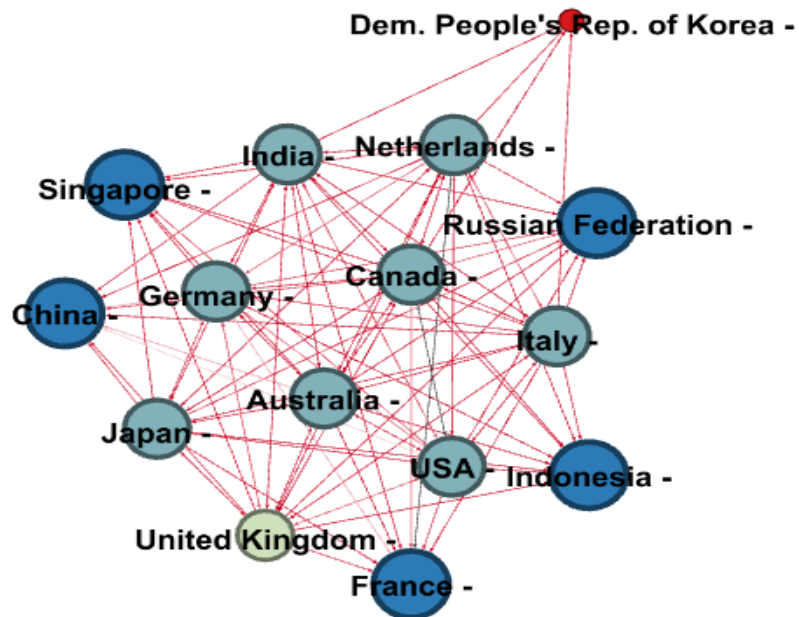 Dem. People's Rep. of Korea -
Netherlands -
India -
Singapore -
Russian Federation -
Canada -
Germany -
China -
Italy -
Australia -
Japan -
USA -
Indonesia -
United Kingdom -
France -